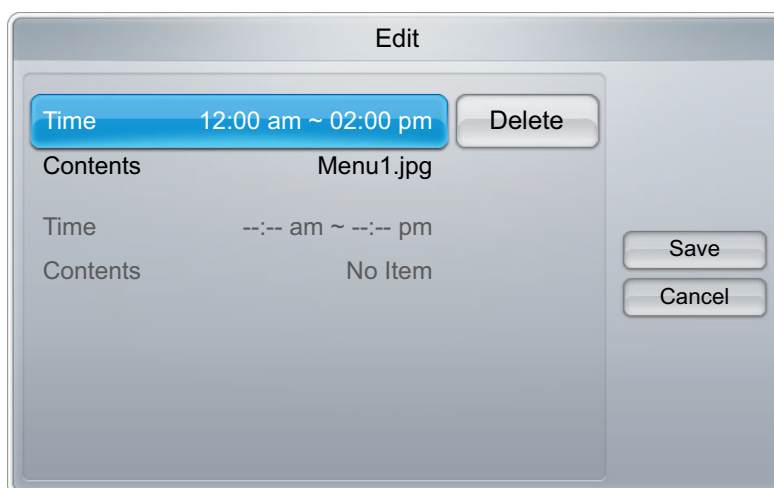 Edit
Time 12:00 am ~ 02:00 pm Delete
Contents Menu1.jpg
Time --:-- am ~ --:-- pm
Contents No Item
Save
Cancel